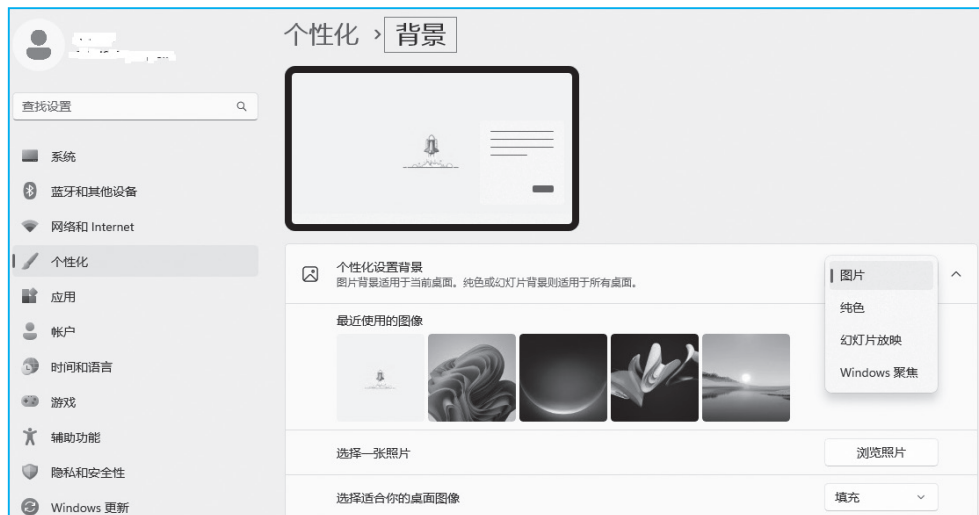 个性化 › 背景
查找设置
系统
蓝牙和其他设备
网络和 Internet
个性化
应用
帐户
时间和语言
游戏
辅助功能
隐私和安全性
Windows 更新
个性化设置背景
图片背景适用于当前桌面。纯色或幻灯片背景则适用于所有桌面。
图片
纯色
幻灯片放映
Windows 聚焦
最近使用的图像
选择一张照片
浏览照片
选择适合你的桌面图像
填充